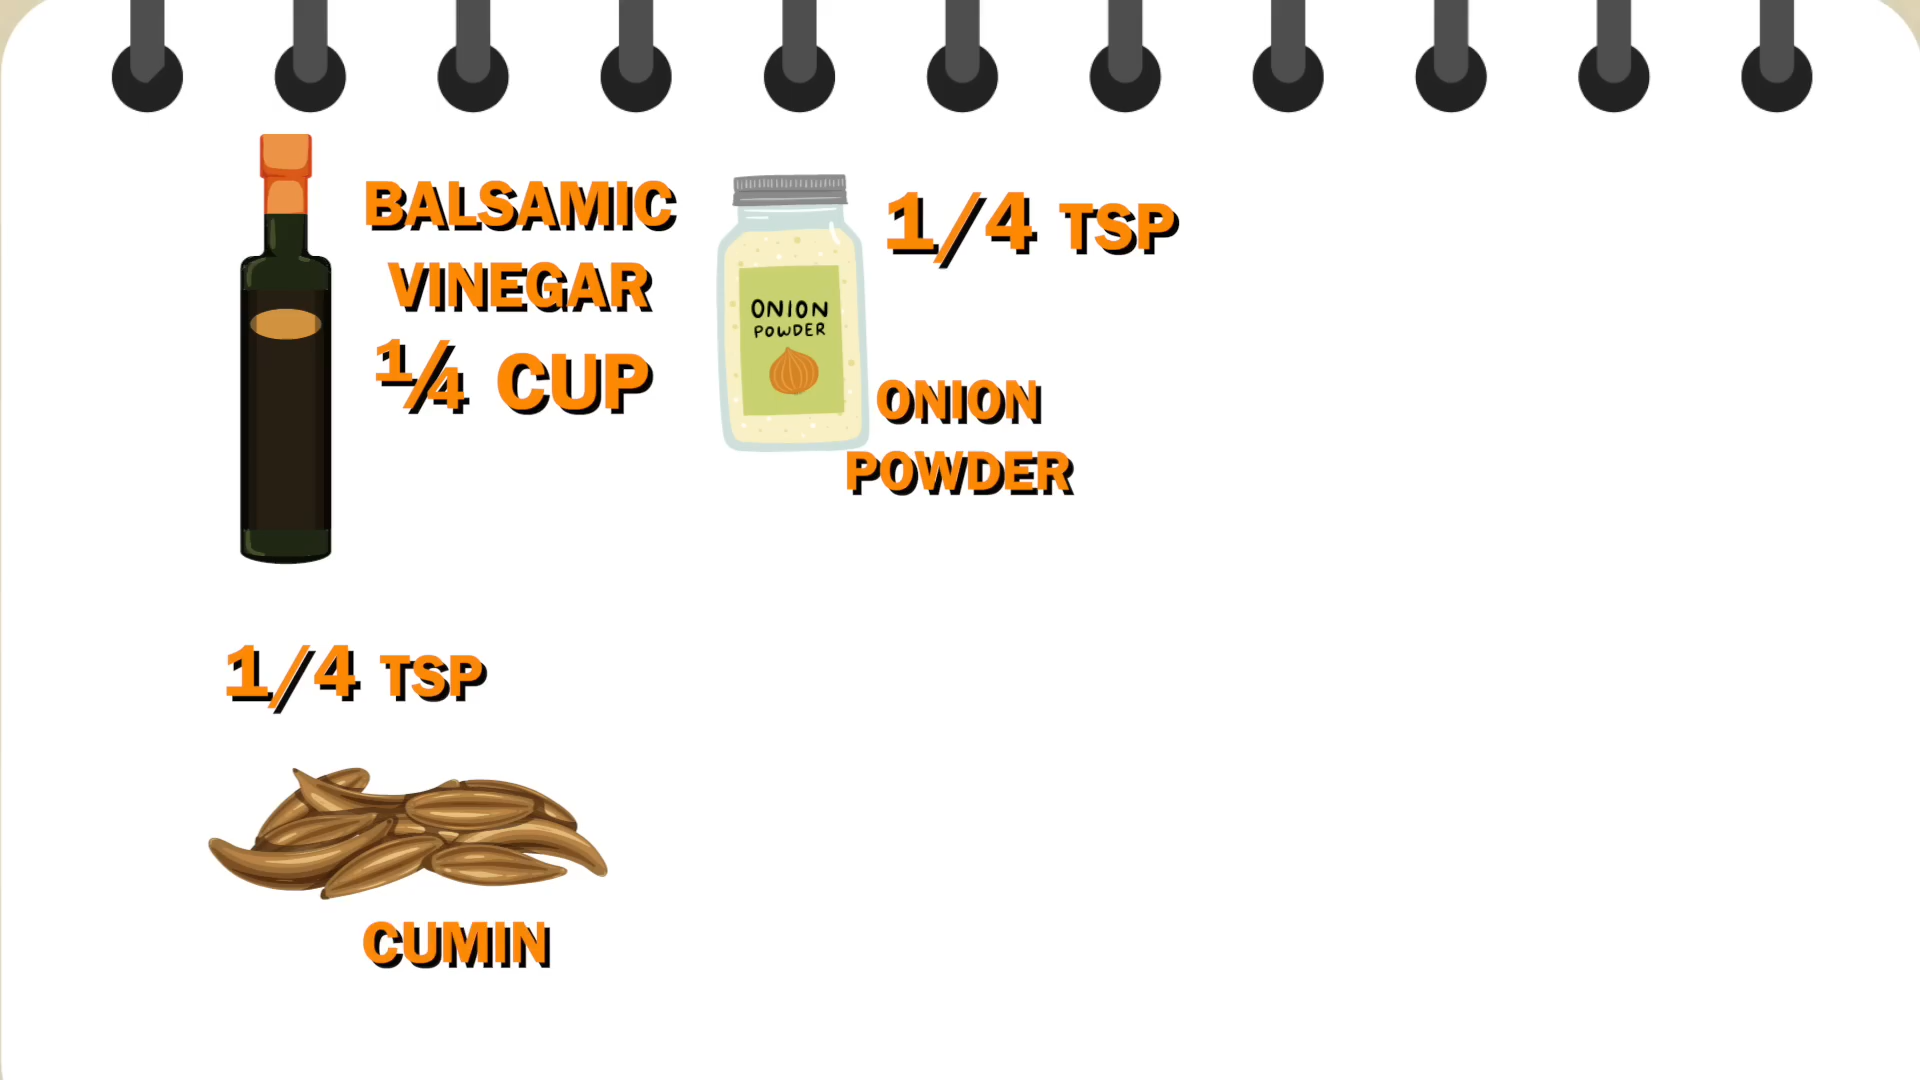 BALSAMIC
VINEGAR
¼ CUP
1/4 TSP
ONION
POWDER
ONION
POWDER
1/4 TSP
CUMIN